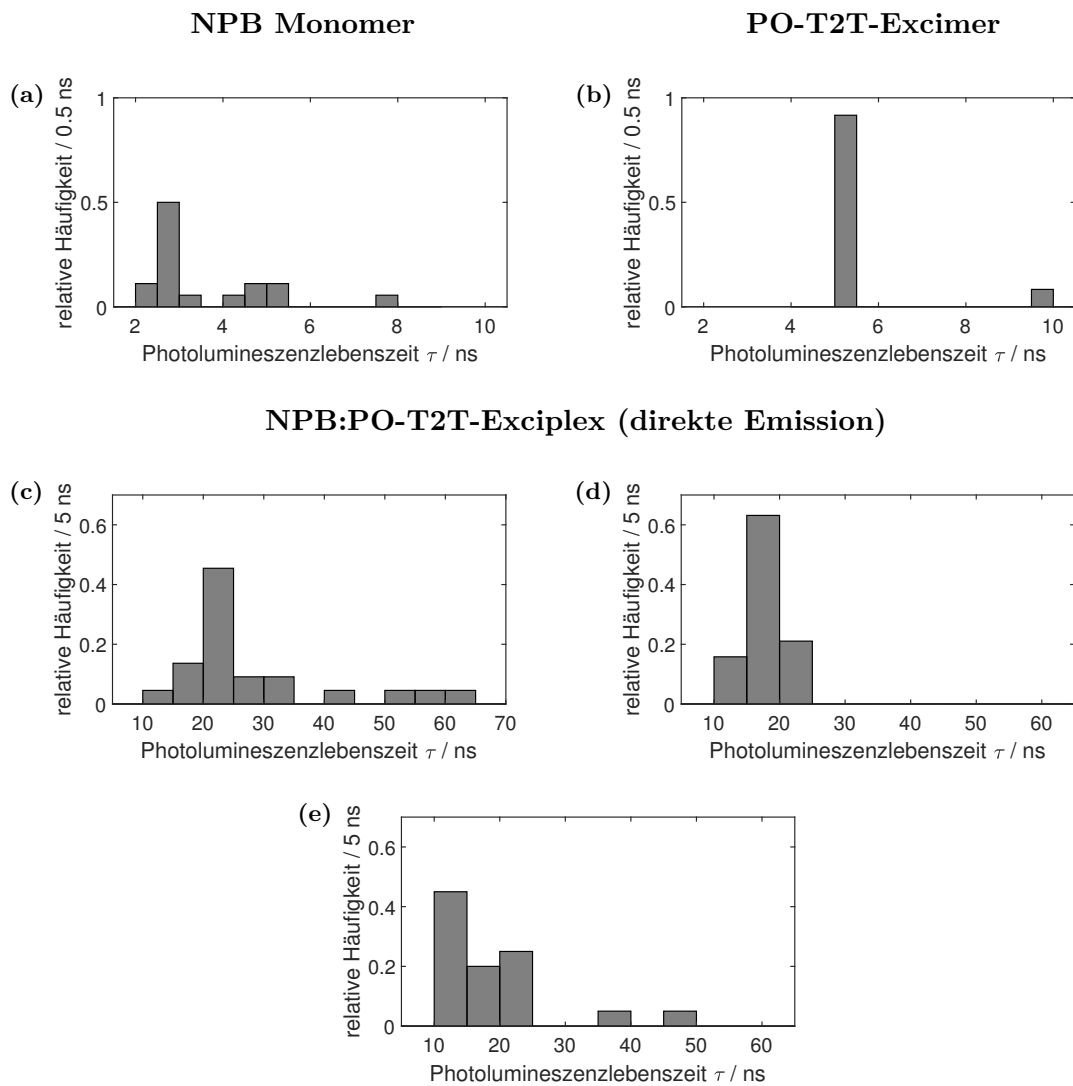 NPB Monomer
PO-T2T-Excimer
(a)
relative Häufigkeit / 0.5 ns
1
0.5
0
2 4 6 8 10
Photolumineszenzlebenszeit τ / ns
(b)
relative Häufigkeit / 0.5 ns
1
0.5
0
2 4 6 8 10
Photolumineszenzlebenszeit τ / ns
NPB:PO-T2T-Exciplex (direkte Emission)
(c)
relative Häufigkeit / 5 ns
0.6
0.4
0.2
0
10 20 30 40 50 60 70
Photolumineszenzlebenszeit τ / ns
(d)
relative Häufigkeit / 5 ns
0.6
0.4
0.2
0
10 20 30 40 50 60
Photolumineszenzlebenszeit τ / ns
(e)
relative Häufigkeit / 5 ns
0.6
0.4
0.2
0
10 20 30 40 50 60
Photolumineszenzlebenszeit τ / ns